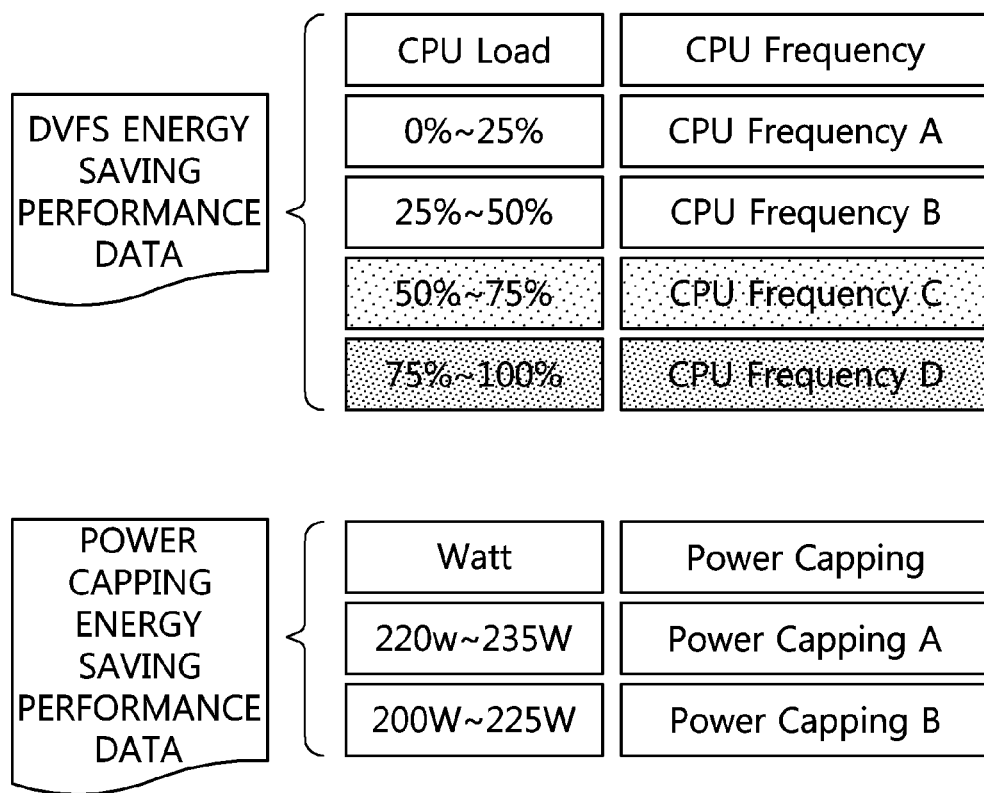 DVFS ENERGY
SAVING
PERFORMANCE
DATA
CPU Load CPU Frequency
0%~25% CPU Frequency A
25%~50% CPU Frequency B
50%~75% CPU Frequency C
75%~100% CPU Frequency D
POWER
CAPPING
ENERGY
SAVING
PERFORMANCE
DATA
Watt Power Capping
220w~235W Power Capping A
200W~225W Power Capping B